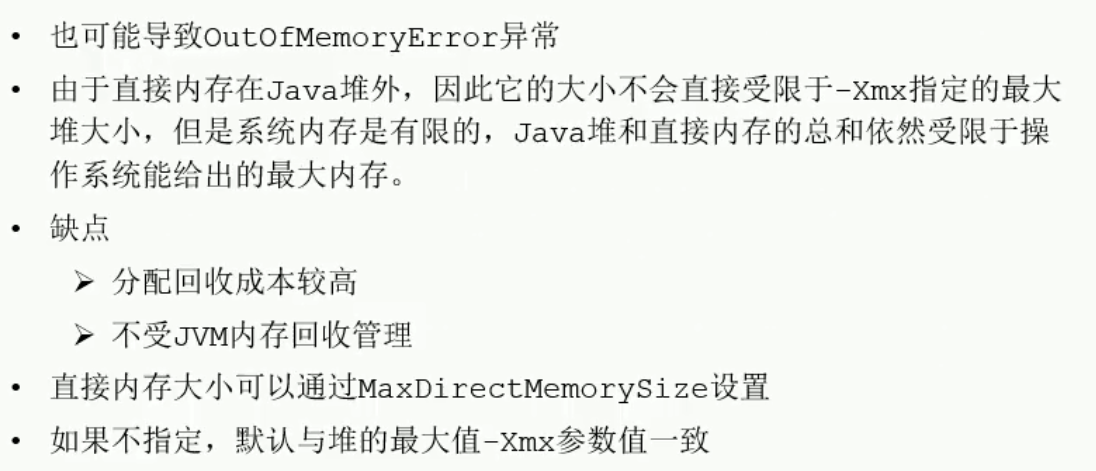 • 也可能导致OutOfMemoryError异常
• 由于直接内存在Java堆外，因此它的大小不会直接受限于-Xmx指定的最大
堆大小，但是系统内存是有限的，Java堆和直接内存的总和依然受限于操
作系统能给出的最大内存。
• 缺点
➢ 分配回收成本较高
➢ 不受JVM内存回收管理
• 直接内存大小可以通过MaxDirectMemorySize设置
• 如果不指定，默认与堆的最大值-Xmx参数值一致